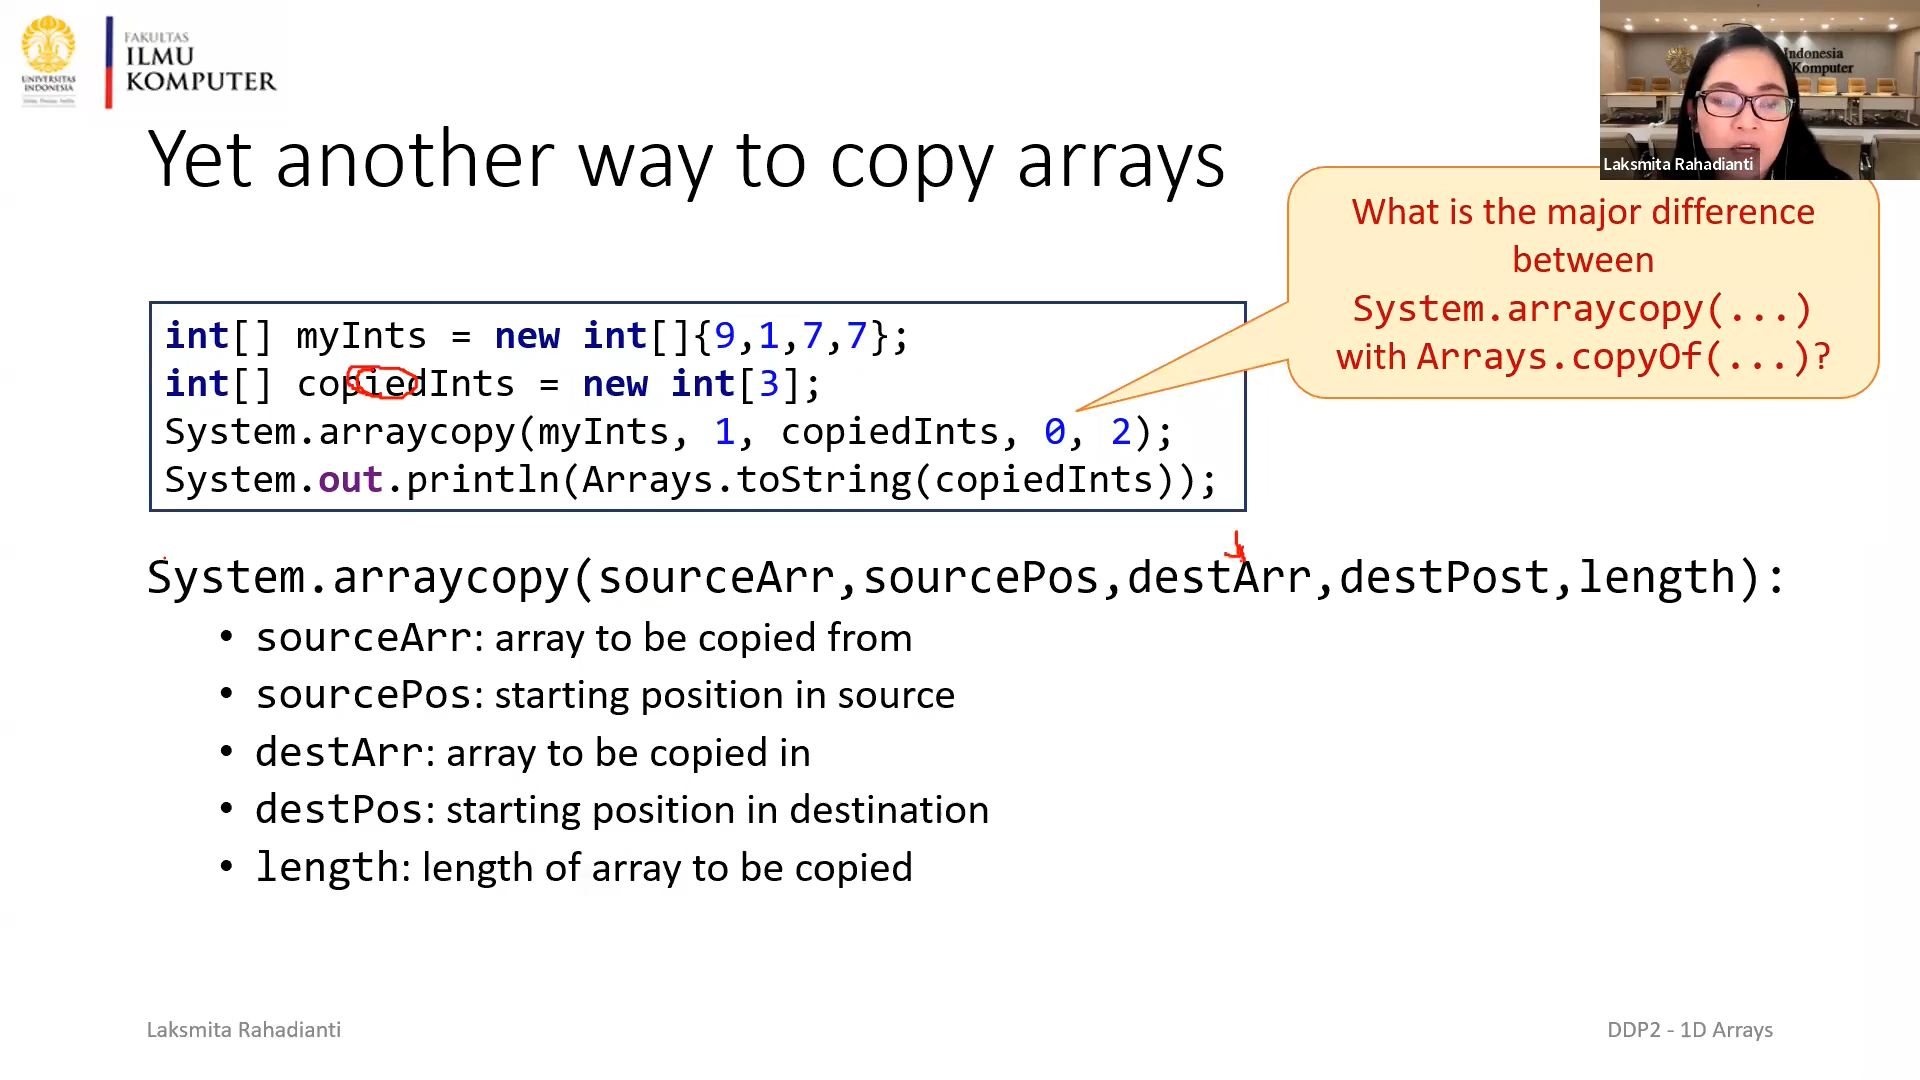 UNIVERSITAS
INDONESIA
FAKULTAS
ILMU
KOMPUTER
Indonesia
Komputer
Laksmita Rahadianti
Yet another way to copy arrays
What is the major difference
between
System.arraycopy(...)
with Arrays.copyOf(...)?
int[] myInts = new int[]{9,1,7,7};
int[] copiedInts = new int[3];
System.arraycopy(myInts, 1, copiedInts, 0, 2);
System.out.println(Arrays.toString(copiedInts));
System.arraycopy(sourceArr,sourcePos,destArr,destPost,length):
• sourceArr: array to be copied from
• sourcePos: starting position in source
• destArr: array to be copied in
• destPos: starting position in destination
• length: length of array to be copied
Laksmita Rahadianti
DDP2 - 1D Arrays